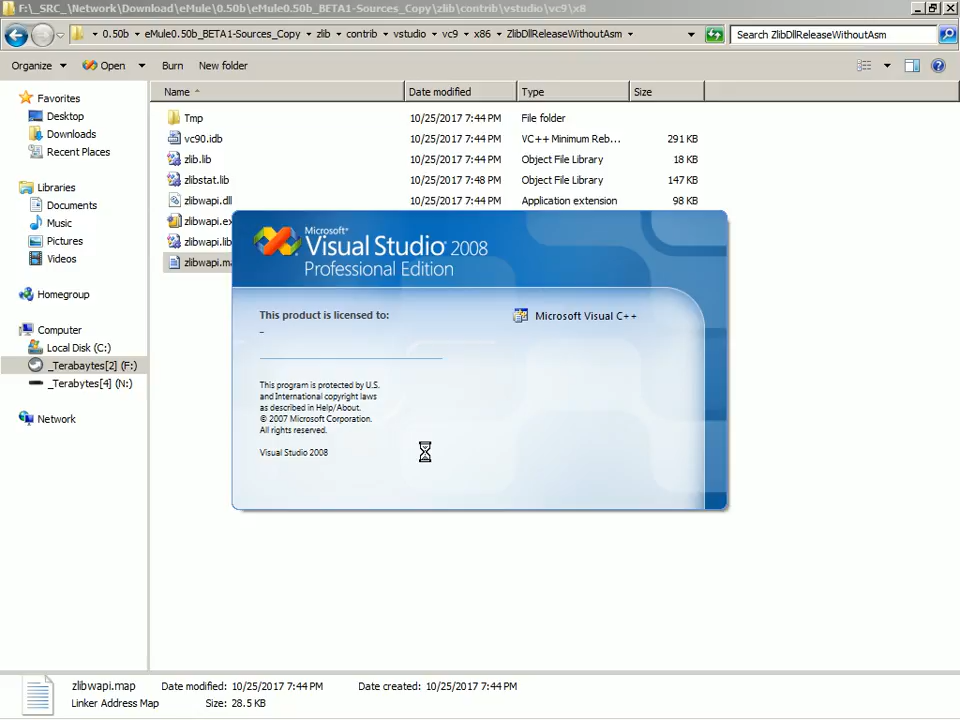 F:\_SRC_\Network\Download\eMule\0.50b\eMule0.50b_BETA1-Sources_Copy\zlib\contrib\vstudio\vc9\x8
0.50b eMule0.50b_BETA1-Sources_Copy zlib contrib vstudio vc9 x86 ZlibDllReleaseWithoutAsm
Search ZlibDllReleaseWithoutAsm
Organize Open Burn New folder
Name Date modified Type Size
Favorites
Desktop
Downloads
Recent Places
Libraries
Documents
Music
Pictures
Videos
Homegroup
Computer
Local Disk (C:)
_Terabaytes[2] (F:)
_Terabytes[4] (N:)
Network
Tmp 10/25/2017 7:44 PM File folder
vc90.idb 10/25/2017 7:44 PM VC++ Minimum Reb... 291 KB
zlib.lib 10/25/2017 7:44 PM Object File Library 18 KB
zlibstat.lib 10/25/2017 7:48 PM Object File Library 147 KB
zlibwapi.dll 10/25/2017 7:44 PM Application extension 98 KB
zlibwapi.ex
zlibwapi.lib
zlibwapi.ma
Microsoft®
Visual Studio® 2008
Professional Edition
This product is licensed to:
–
Microsoft Visual C++
This program is protected by U.S.
and International copyright laws
as described in Help/About.
© 2007 Microsoft Corporation.
All rights reserved.
Visual Studio 2008
zlibwapi.map Date modified: 10/25/2017 7:44 PM Date created: 10/25/2017 7:44 PM
Linker Address Map Size: 28.5 KB